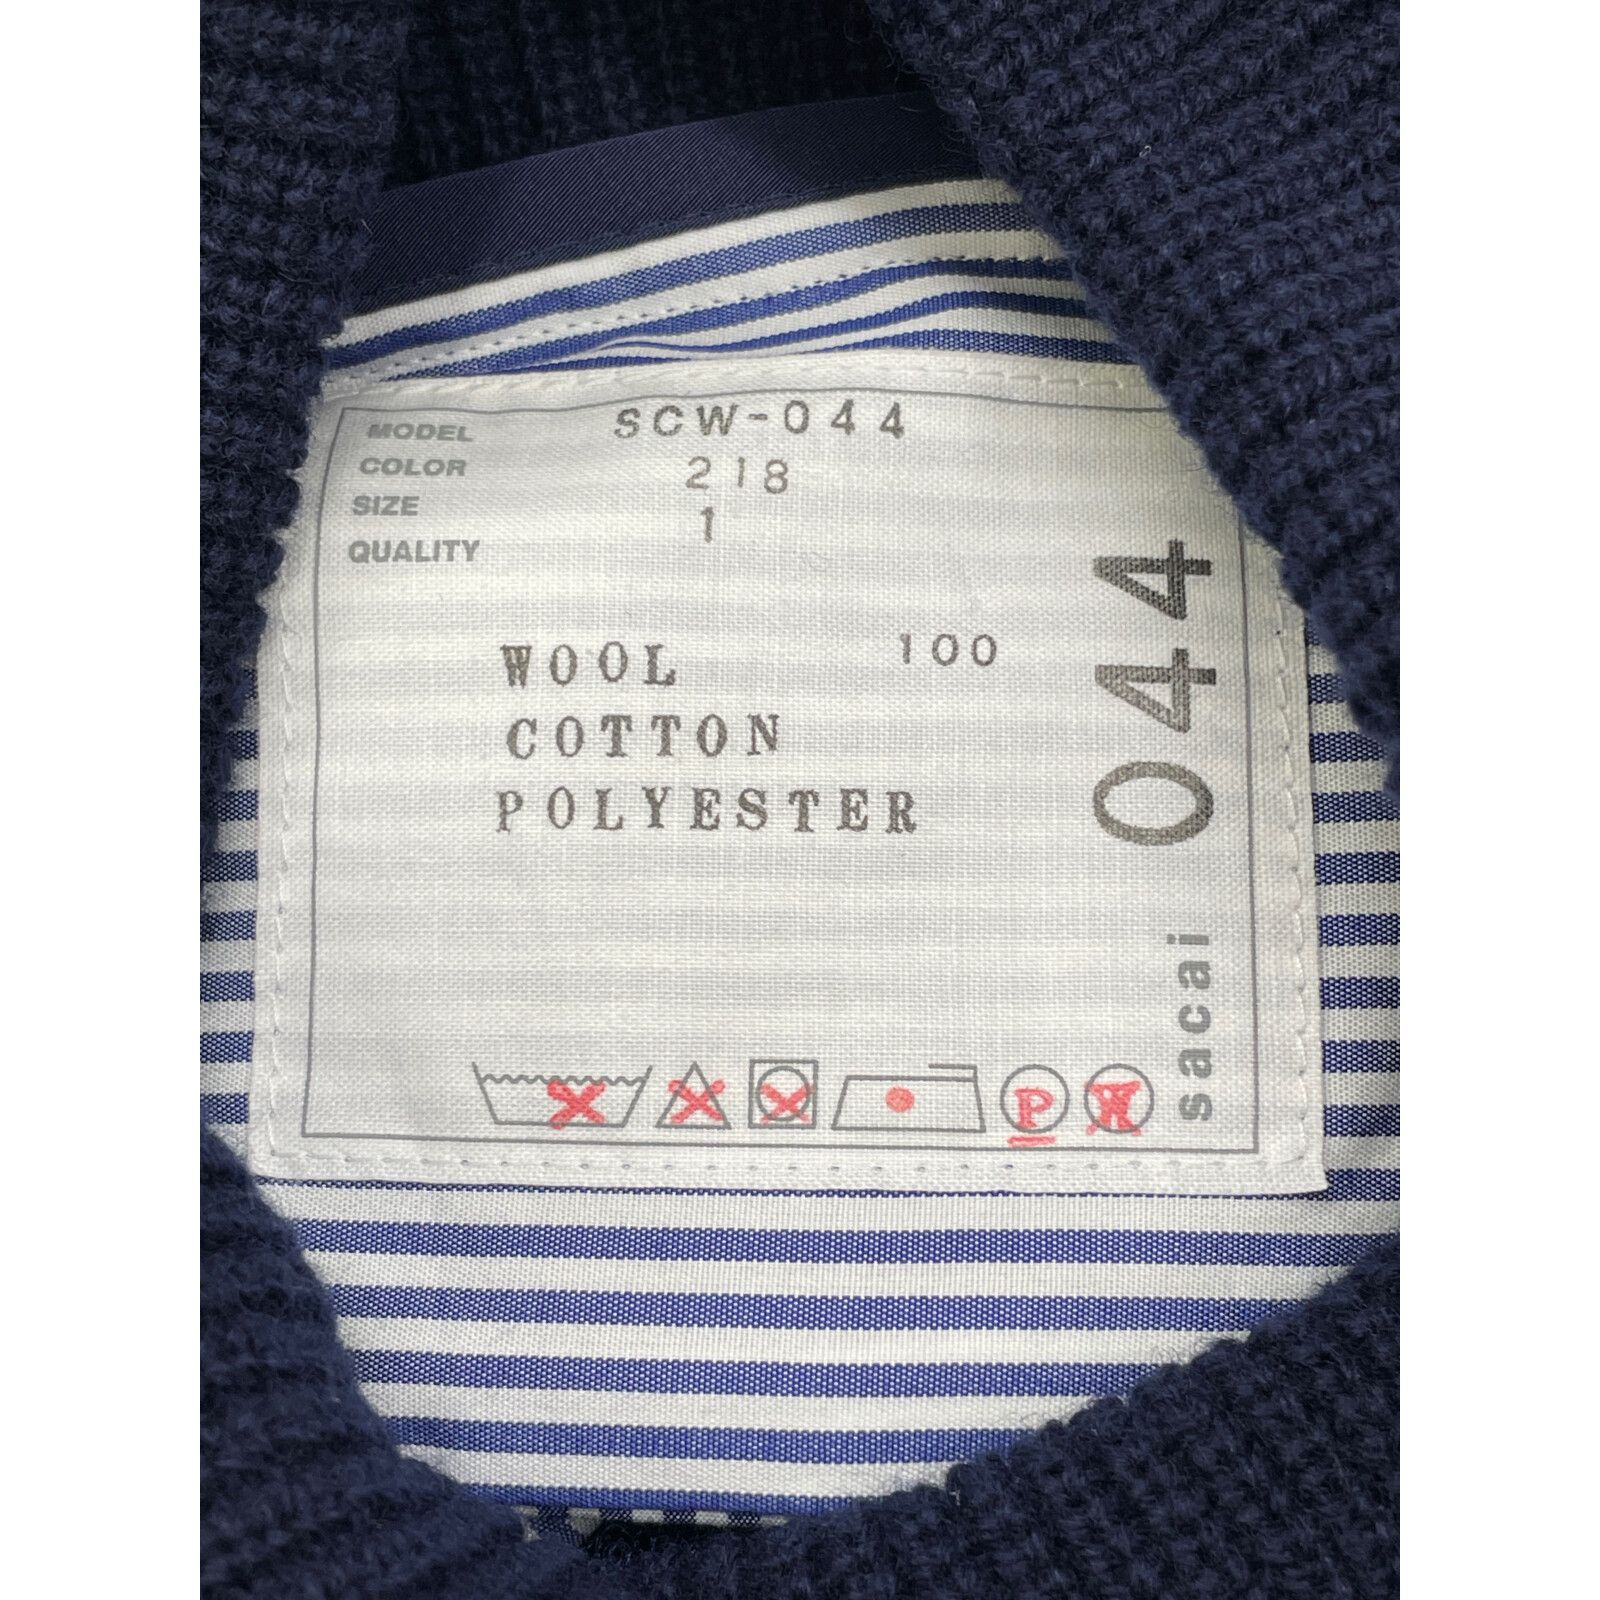 MODEL SCW-044
COLOR 218
SIZE 1
QUALITY
WOOL 100
COTTON
POLYESTER
P W
sacai 044